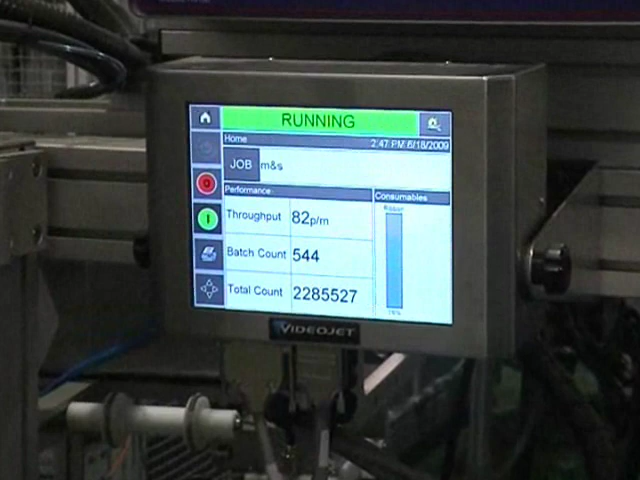 RUNNING
Home
2:47 PM 6/18/2009
JOB m&s
Performance
Consumables
Throughput 82p/m
Ribbon
Batch Count 544
Total Count 2285527
VIDEOJET